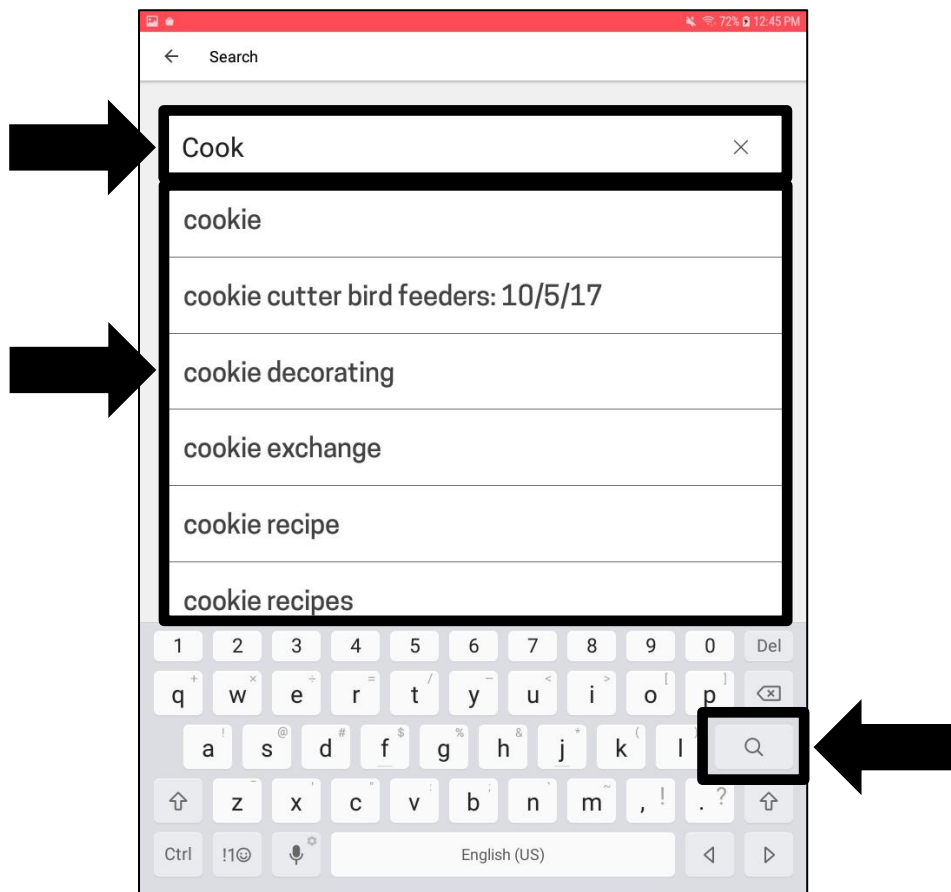 72% 12:45 PM
Search
Cook
cookie
cookie cutter bird feeders: 10/5/17
cookie decorating
cookie exchange
cookie recipe
cookie recipes
1 2 3 4 5 6 7 8 9 0 Del
q + w × e ÷ r = t / y _ u < i > o [ p ]
a ! s @ d # f $ g % h & j * k ( l )
z - x ' c " v : b ; n ` m ~ , ! . ?
Ctrl !1☺ English (US)